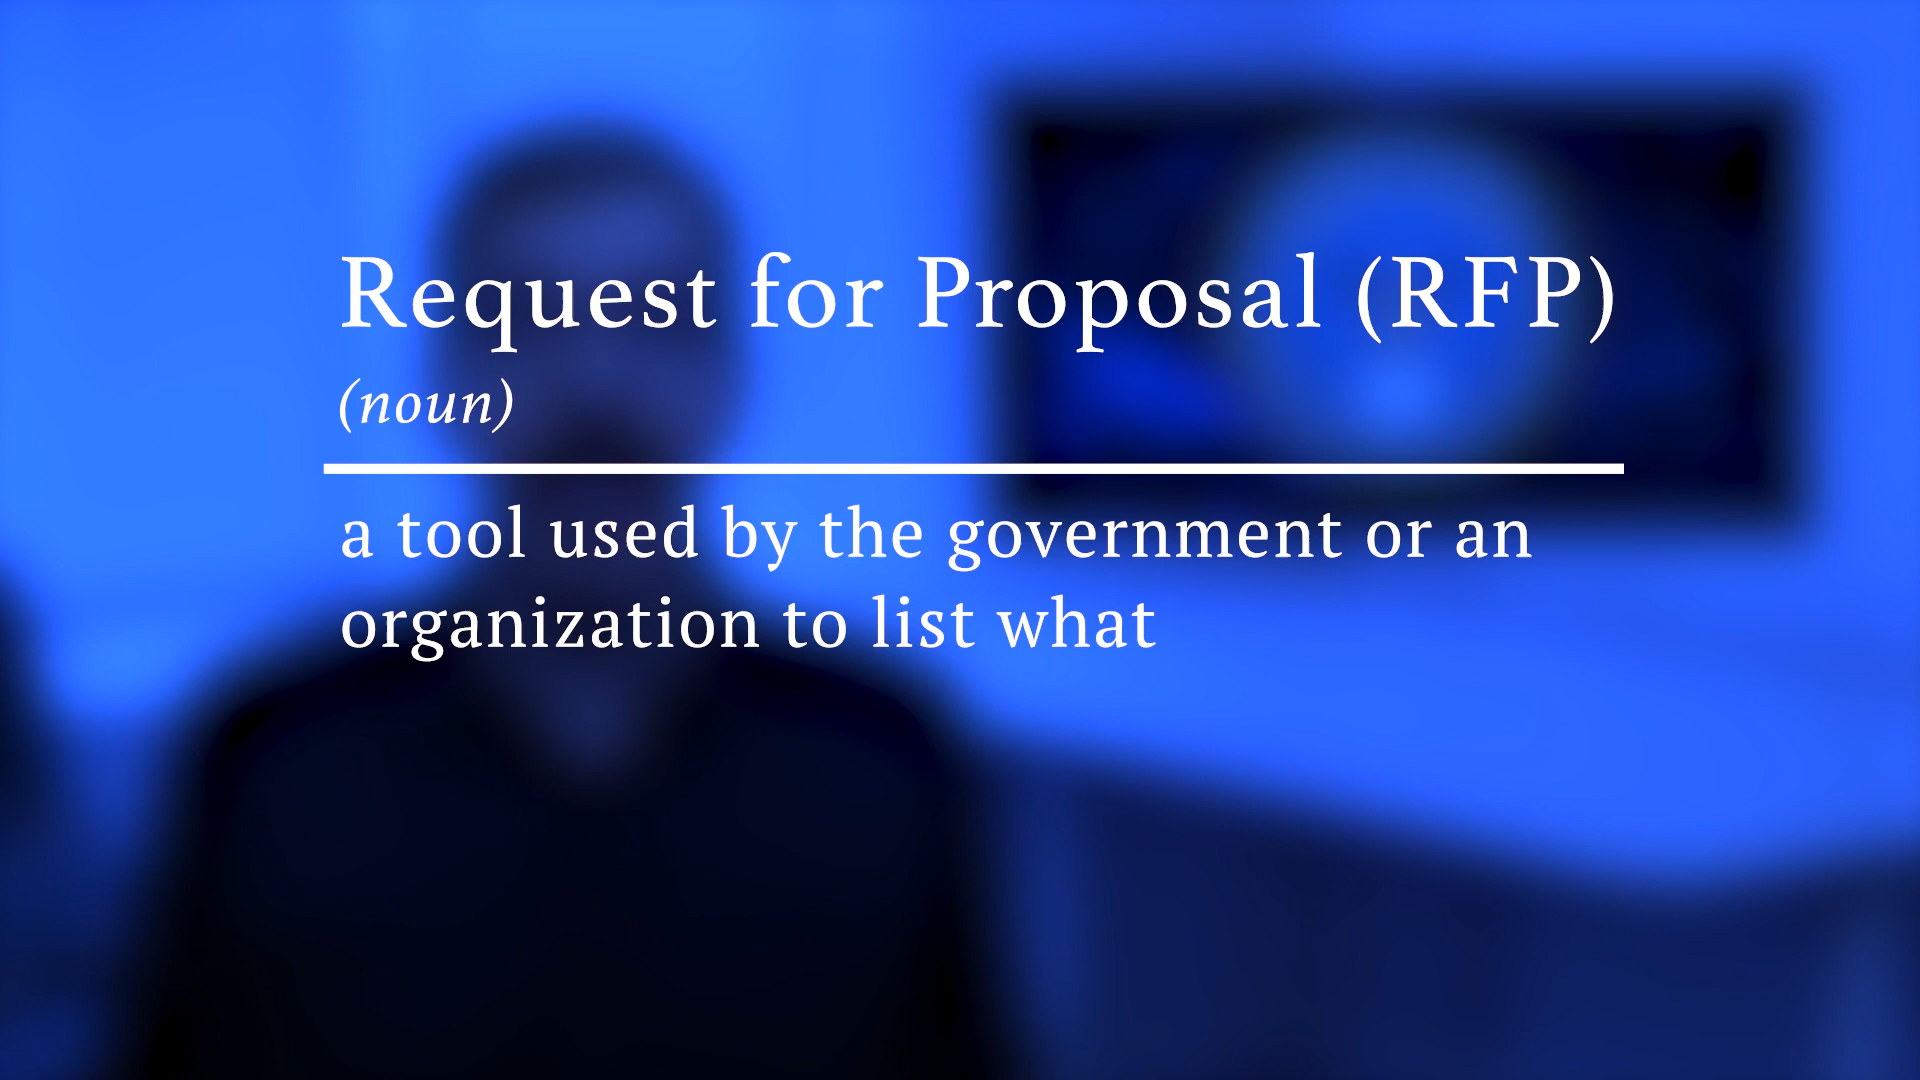 Request for Proposal (RFP)
(noun)
a tool used by the government or an
organization to list what